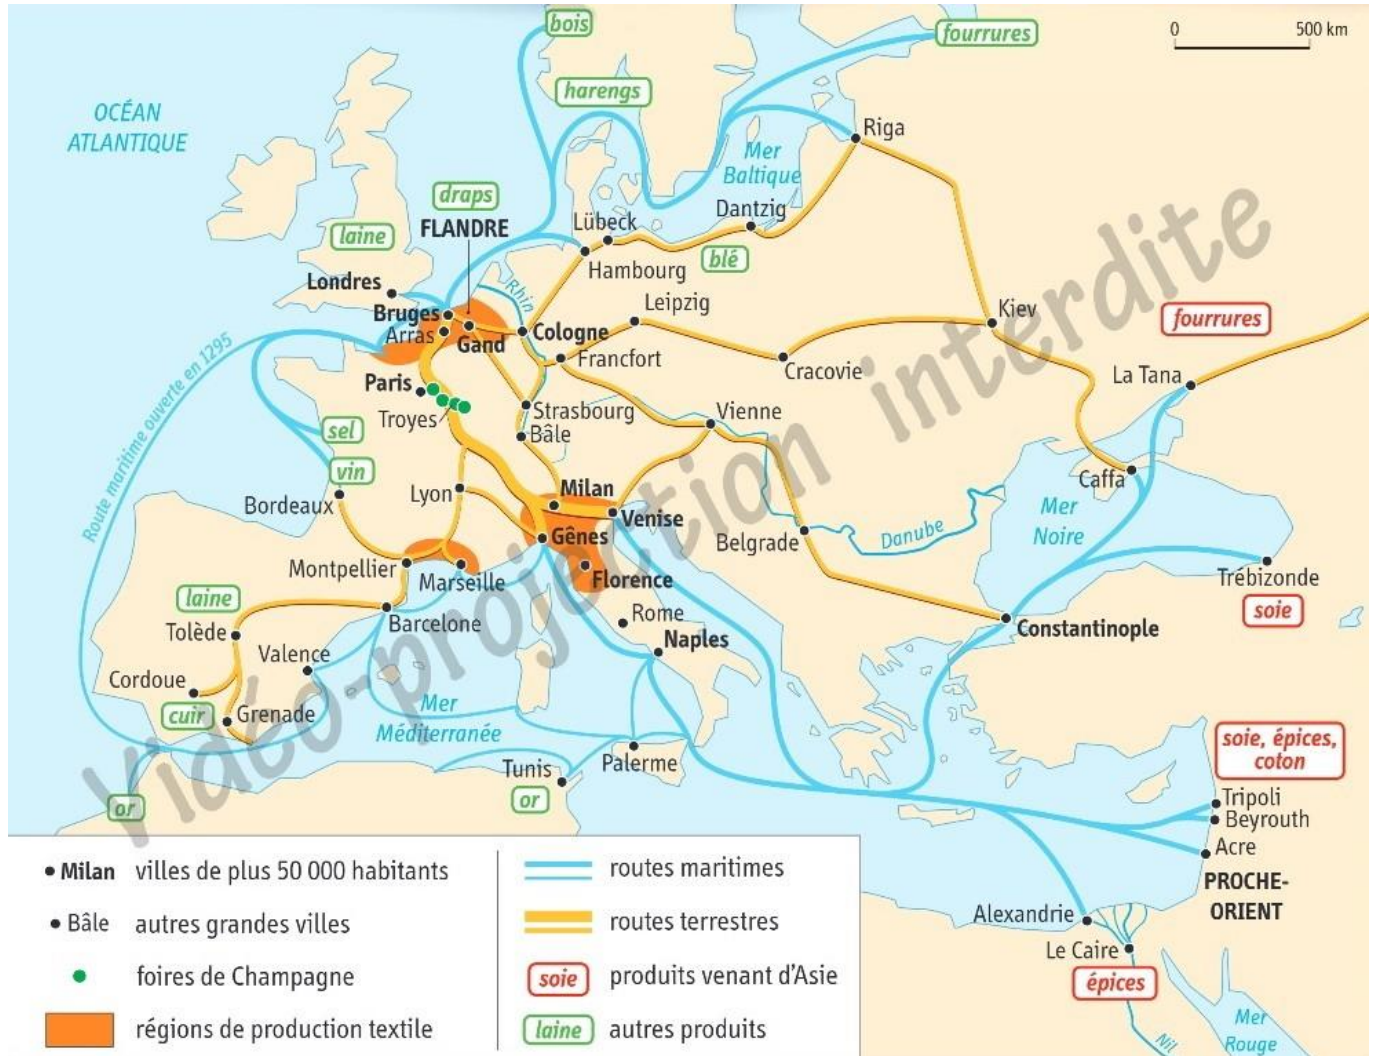 bois
fourrures
0 500 km
harengs
OCÉAN
ATLANTIQUE
Riga
Mer
Baltique
draps
Dantzig
FLANDRE
Lübeck
laine
blé
Hambourg
Londres
Rhin
Leipzig
Kiev
fourrures
Bruges
Arras
Gand
Cologne
Francfort
Cracovie
La Tana
Route maritime ouverte en 1295
Paris
Troyes
Strasbourg
Vienne
Bâle
sel
vin
Bordeaux
Lyon
Milan
Venise
Caffa
Mer
Noire
Danube
Gênes
Belgrade
Montpellier
Marseille
Florence
Trébizonde
soie
laine
Tolède
Barcelone
Rome
Naples
Constantinople
Valence
Cordoue
cuir
Grenade
Mer
Méditerranée
soie, épices,
coton
Tunis
or
Palerme
or
Tripoli
Beyrouth
Acre
PROCHE-
ORIENT
Alexandrie
Le Caire
épices
Nil
Mer
Rouge
Vidéo-projection interdite
Milan villes de plus 50 000 habitants
Bâle autres grandes villes
foires de Champagne
régions de production textile
routes maritimes
routes terrestres
soie produits venant d'Asie
laine autres produits